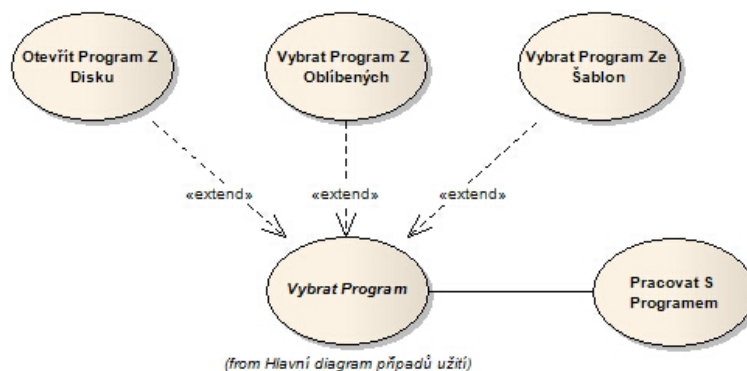 Otevřít Program Z
Disku
Vybrat Program Z
Oblíbených
Vybrat Program Ze
Šablon
«extend»
«extend»
«extend»
Vybrat Program
Pracovat S
Programem
(from Hlavní diagram případů užití)